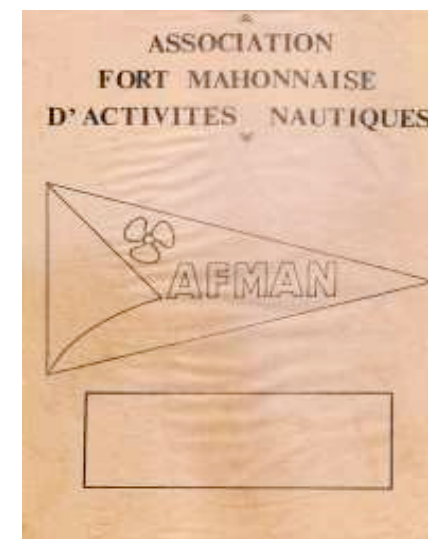 ASSOCIATION
FORT MAHONNAISE
D'ACTIVITES NAUTIQUES
AFMAN